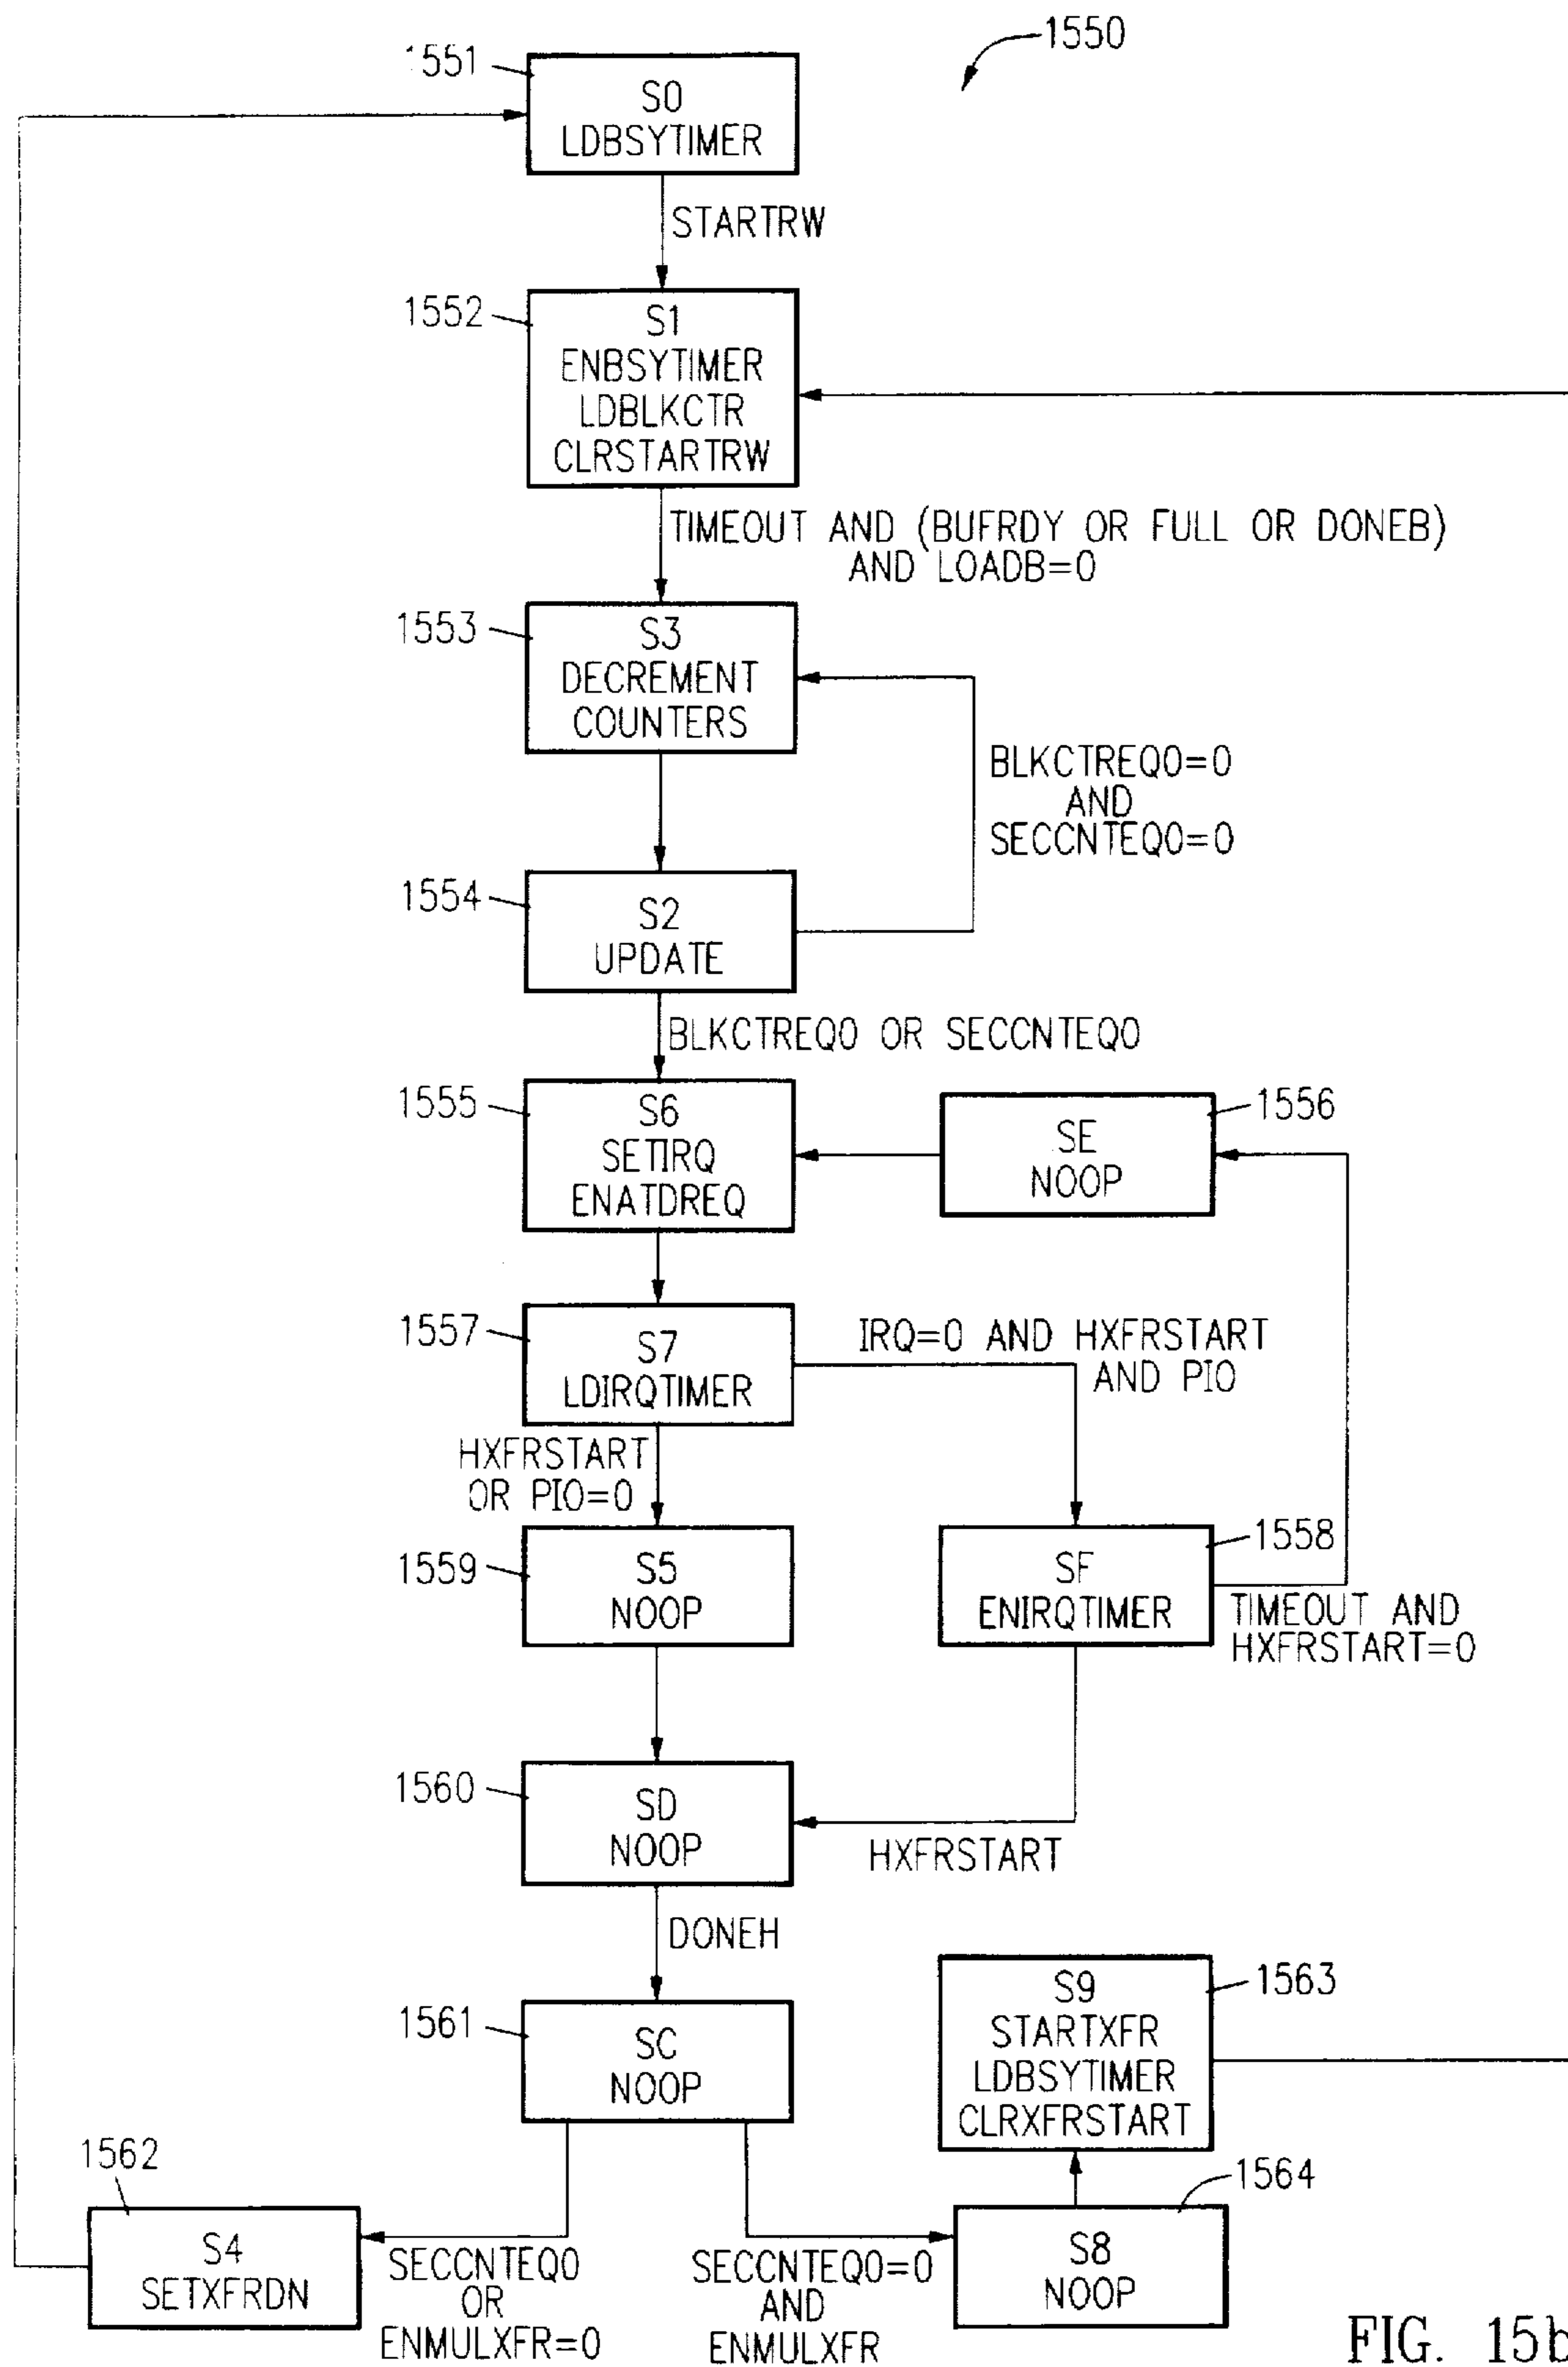 1550
1551
S0
LDBSYTIMER
STARTRW
1552
S1
ENBSYTIMER
LDBLKCTR
CLRSTARTRW
TIMEOUT AND (BUFRDY OR FULL OR DONEB)
AND LOADB=0
1553
S3
DECREMENT
COUNTERS
BLKCTREQ0=0
AND
SECCNTEQ0=0
1554
S2
UPDATE
BLKCTREQ0 OR SECCNTEQ0
1555
S6
SETIRQ
ENATDREQ
1556
SE
NOOP
1557
S7
LDIRQTIMER
IRQ=0 AND HXFRSTART
AND PIO
HXFRSTART
OR PIO=0
1559
S5
NOOP
1558
SF
ENIRQTIMER
TIMEOUT AND
HXFRSTART=0
1560
SD
NOOP
HXFRSTART
DONEH
1561
SC
NOOP
1563
S9
STARTXFR
LDBSYTIMER
CLRXFRSTART
1562
S4
SETXFRDN
SECCNTEQ0
OR
ENMULXFR=0
SECCNTEQ0=0
AND
ENMULXFR
1564
S8
NOOP
FIG. 15b